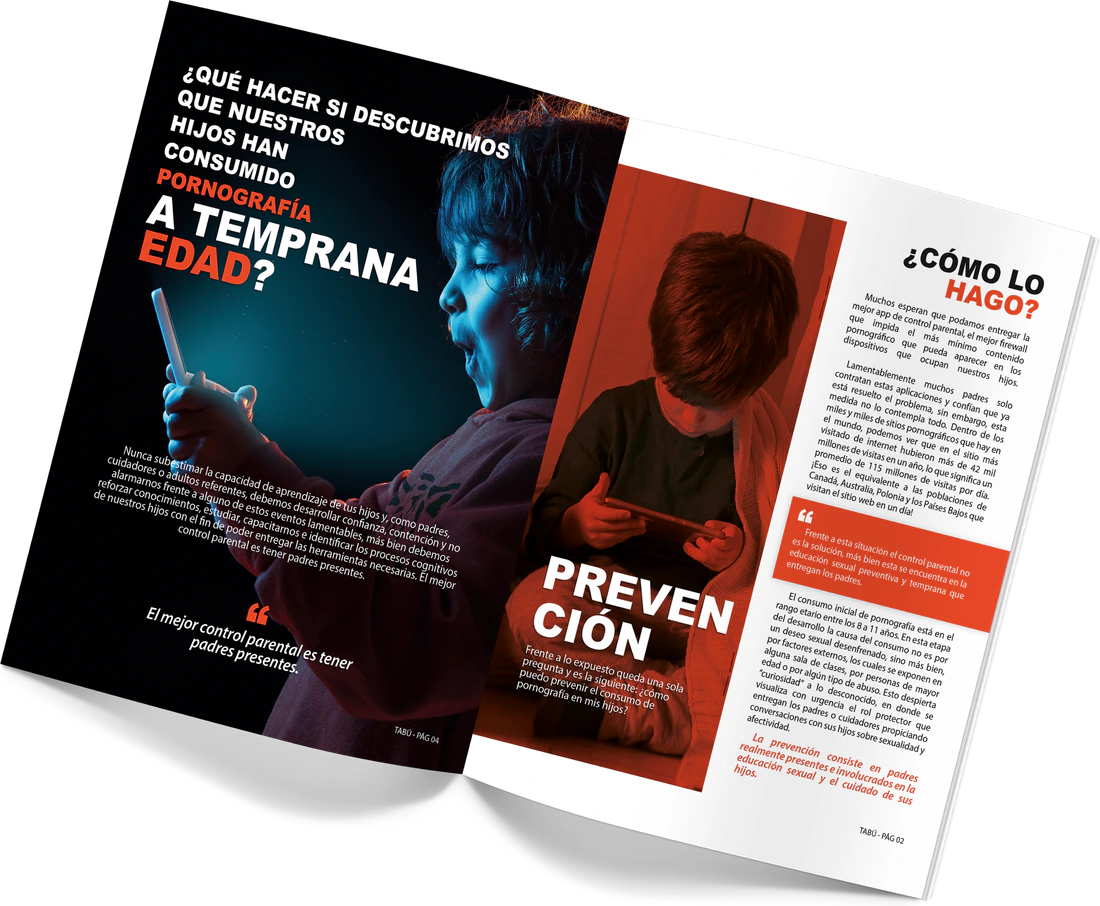 ¿QUÉ HACER SI DESCUBRIMOS
QUE NUESTROS
HIJOS HAN
CONSUMIDO
PORNOGRAFÍA
A TEMPRANA
EDAD?
Nunca subestimar la capacidad de aprendizaje de tus hijos y, como padres,
cuidadores o adultos referentes, debemos desarrollar confianza, contención y no
alarmarnos frente a alguno de estos eventos lamentables, más bien debemos
reforzar conocimientos, estudiar, capacitarnos e identificar los procesos cognitivos
de nuestros hijos con el fin de poder entregar las herramientas necesarias. El mejor
control parental es tener padres presentes.
“
El mejor control parental es tener
padres presentes.
TABÚ - PÁG 04
PREVEN
CIÓN
Frente a lo expuesto queda una sola
pregunta y es la siguiente: ¿cómo
puedo prevenir el consumo de
pornografía en mis hijos?
¿CÓMO LO
HAGO?
Muchos esperan que podamos entregar la
mejor app de control parental, el mejor firewall
que impida el más mínimo contenido
pornográfico que pueda aparecer en los
dispositivos que ocupan nuestros hijos.
Lamentablemente muchos padres solo
contratan estas aplicaciones y confían que ya
está resuelto el problema, sin embargo, esta
medida no lo contempla todo. Dentro de los
miles y miles de sitios pornográficos que hay en
el mundo, podemos ver que en el sitio más
visitado de internet hubieron más de 42 mil
millones de visitas en un año, lo que significa un
promedio de 115 millones de visitas por día.
¡Eso es el equivalente a las poblaciones de
Canadá, Australia, Polonia y los Países Bajos que
visitan el sitio web en un día!
“
Frente a esta situación el control parental no
es la solución, más bien esta se encuentra en la
educación sexual preventiva y temprana que
entregan los padres.
El consumo inicial de pornografía está en el
rango etario entre los 8 a 11 años. En esta etapa
del desarrollo la causa del consumo no es por
un deseo sexual desenfrenado, sino más bien,
por factores externos, los cuales se exponen en
alguna sala de clases, por personas de mayor
edad o por algún tipo de abuso. Esto despierta
“curiosidad” a lo desconocido, en donde se
visualiza con urgencia el rol protector que
entregan los padres o cuidadores propiciando
conversaciones con sus hijos sobre sexualidad y
afectividad.
La prevención consiste en padres
realmente presentes e involucrados en la
educación sexual y el cuidado de sus
hijos.
TABÚ - PÁG 02